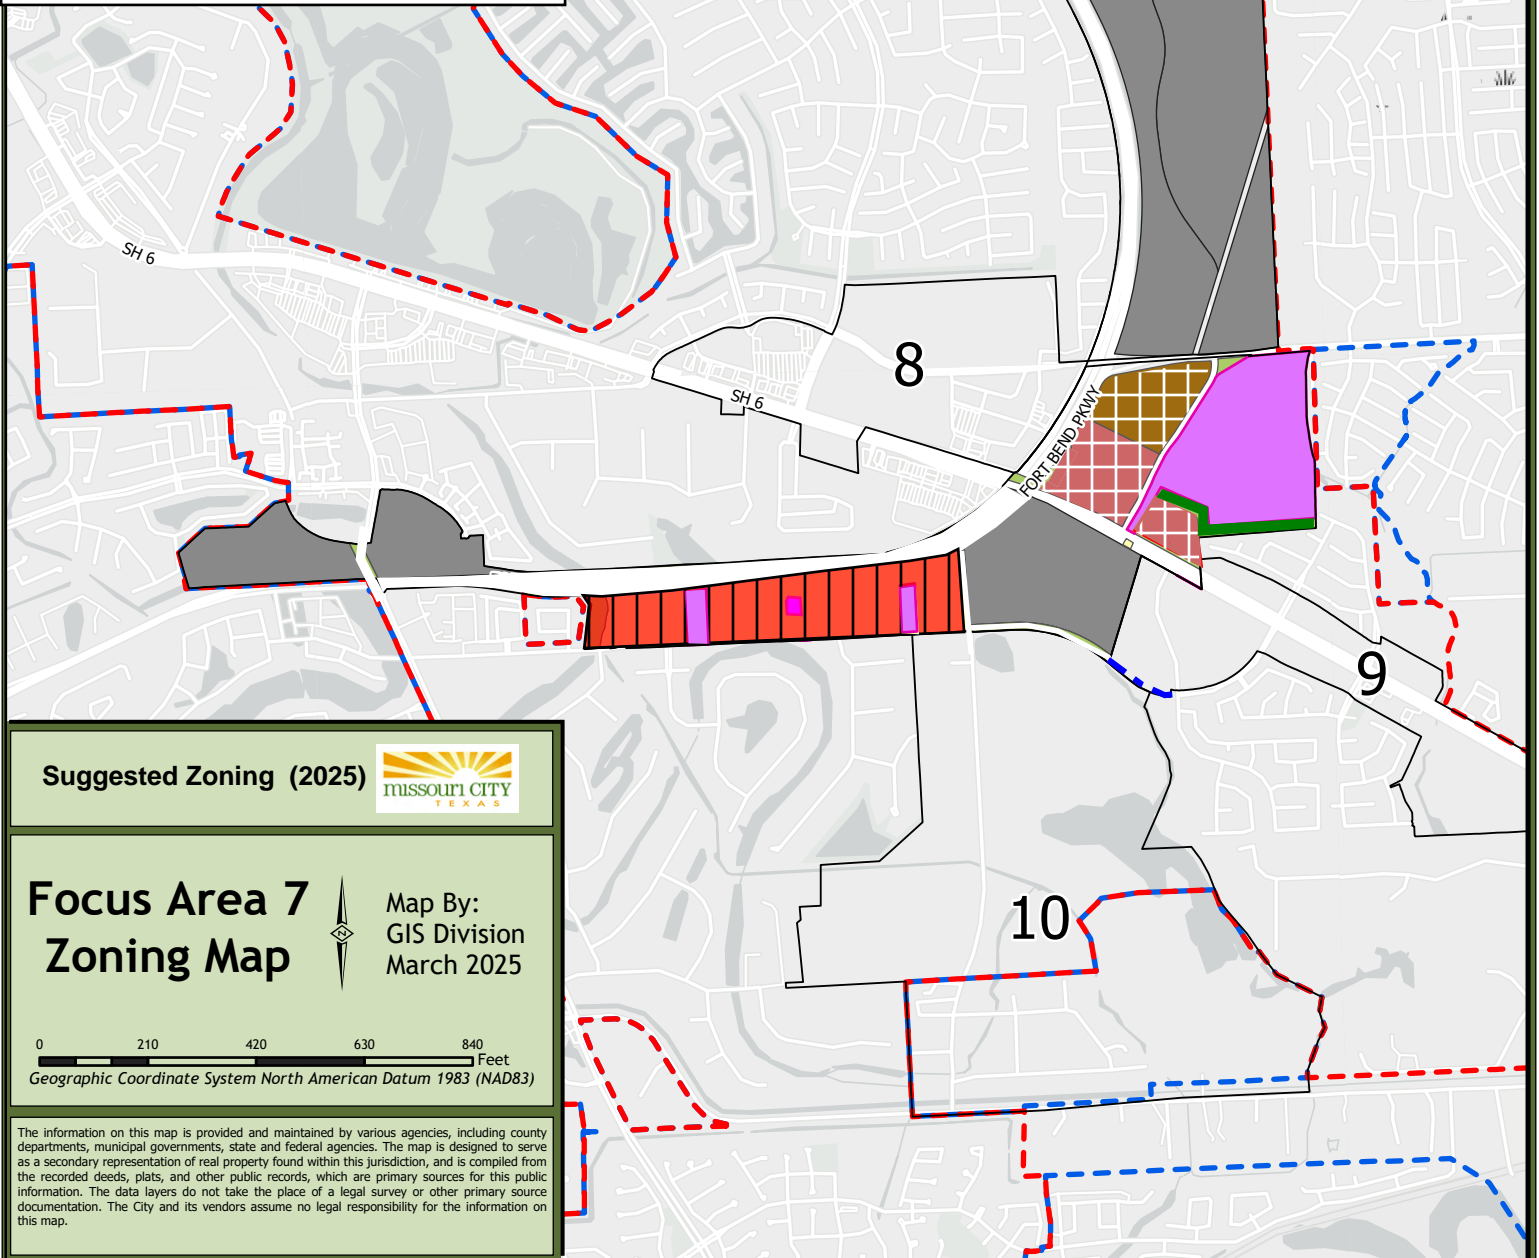 SH 6
8
SH 6
FORT BEND PKWY
9
10
Suggested Zoning (2025)
missouri CITY
TEXAS
Focus Area 7
Zoning Map
N
Map By:
GIS Division
March 2025
0 210 420 630 840
Feet
Geographic Coordinate System North American Datum 1983 (NAD83)
The information on this map is provided and maintained by various agencies, including county
departments, municipal governments, state and federal agencies. The map is designed to serve
as a secondary representation of real property found within this jurisdiction, and is compiled from
the recorded deeds, plats, and other public records, which are primary sources for this public
information. The data layers do not take the place of a legal survey or other primary source
documentation. The City and its vendors assume no legal responsibility for the information on
this map.